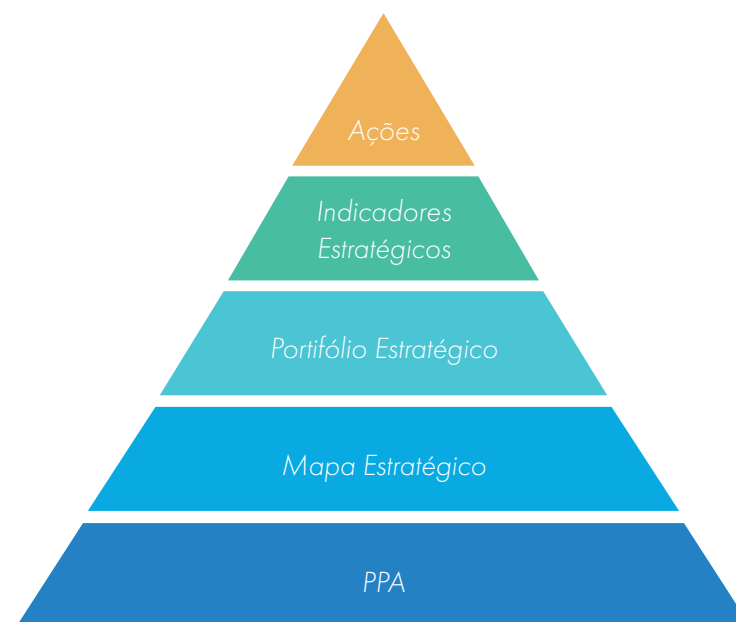 Ações
Indicadores
Estratégicos
Portifólio Estratégico
Mapa Estratégico
PPA